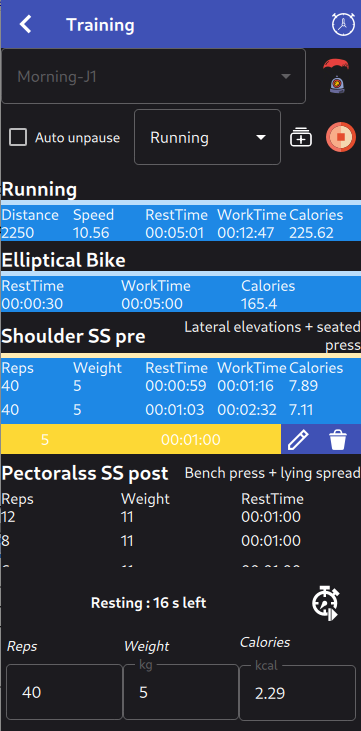 Training
Morning-J1
Auto unpause
Running
Running
Distance Speed RestTime WorkTime Calories
2250 10.56 00:05:01 00:12:47 225.62
Elliptical Bike
RestTime WorkTime Calories
00:00:30 00:05:00 165.4
Shoulder SS pre
Lateral elevations + seated
press
Reps Weight RestTime WorkTime Calories
40 5 00:00:59 00:01:16 7.89
40 5 00:01:03 00:02:32 7.11
5 00:01:00
Pectoralss SS post Bench press + lying spread
Reps Weight RestTime
12 11 00:01:00
8 11 00:01:00
Resting : 16 s left
Reps Weight Calories
kg kcal
40 5 2.29